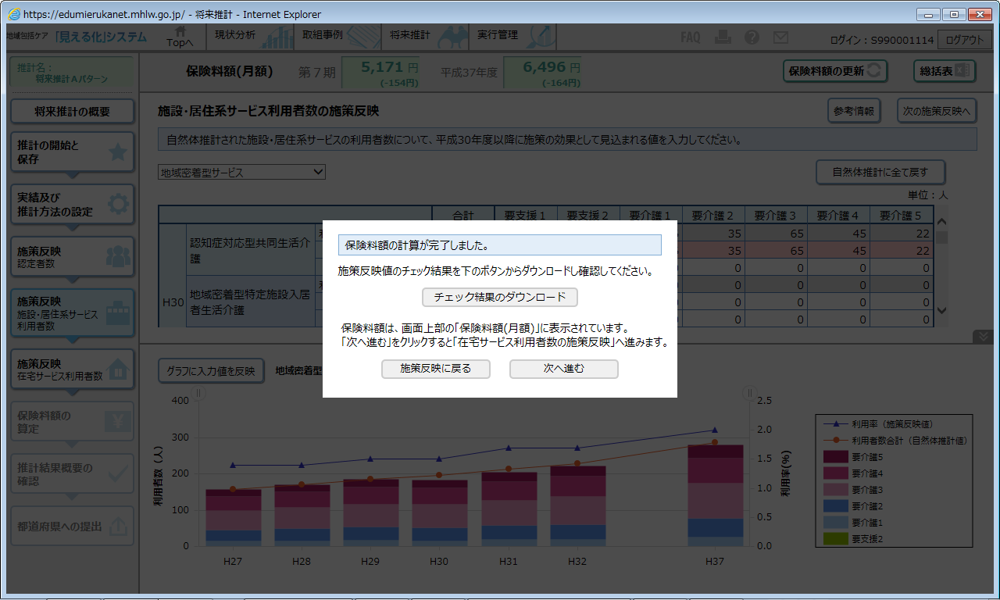 https://edumierukanet.mhlw.go.jp/ - 将来推計 - Internet Explorer
地域包括ケア 「見える化」システム
Topへ
現状分析
取組事例
将来推計
実行管理
FAQ
ログイン：S990001114
ログアウト
推計名：
将来推計Aパターン
保険料額(月額)
第７期
5,171 円
(-154円)
平成37年度
6,496 円
(-164円)
保険料額の更新
総括表
将来推計の概要
推計の開始と
保存
実績及び
推計方法の設定
施策反映
認定者数
施策反映
施設・居住系サービス
利用者数
施策反映
在宅サービス利用者数
保険料額の
算定
推計結果概要の
確認
都道府県への提出
施設・居住系サービス利用者数の施策反映
参考情報
次の施策反映へ
自然体推計された施設・居住系サービスの利用者数について、平成30年度以降に施策の効果として見込まれる値を入力してください。
地域密着型サービス
自然体推計に全て戻す
単位：人
合計 要支援１ 要支援２ 要介護１ 要介護２ 要介護３ 要介護４ 要介護５
H30
認知症対応型共同生活介
護
35 65 45 22
35 65 45 22
0 0 0 0
地域密着型特定施設入居
者生活介護
0 0 0 0
0 0 0 0
0 0 0 0
保険料額の計算が完了しました。
施策反映値のチェック結果を下のボタンからダウンロードし確認してください。
チェック結果のダウンロード
保険料額は、画面上部の「保険料額(月額)」に表示されています。
「次へ進む」をクリックすると「在宅サービス利用者数の施策反映」へ進みます。
施策反映に戻る
次へ進む
グラフに入力値を反映
地域密着型
利用者数（人）
400
300
200
100
0
H27 H28 H29 H30 H31 H32 H37
2.5
2.0
1.5
1.0
0.5
0.0
利用率(%)
利用率（施策反映値）
利用者数合計（自然体推計値）
要介護5
要介護4
要介護3
要介護2
要介護1
要支援2